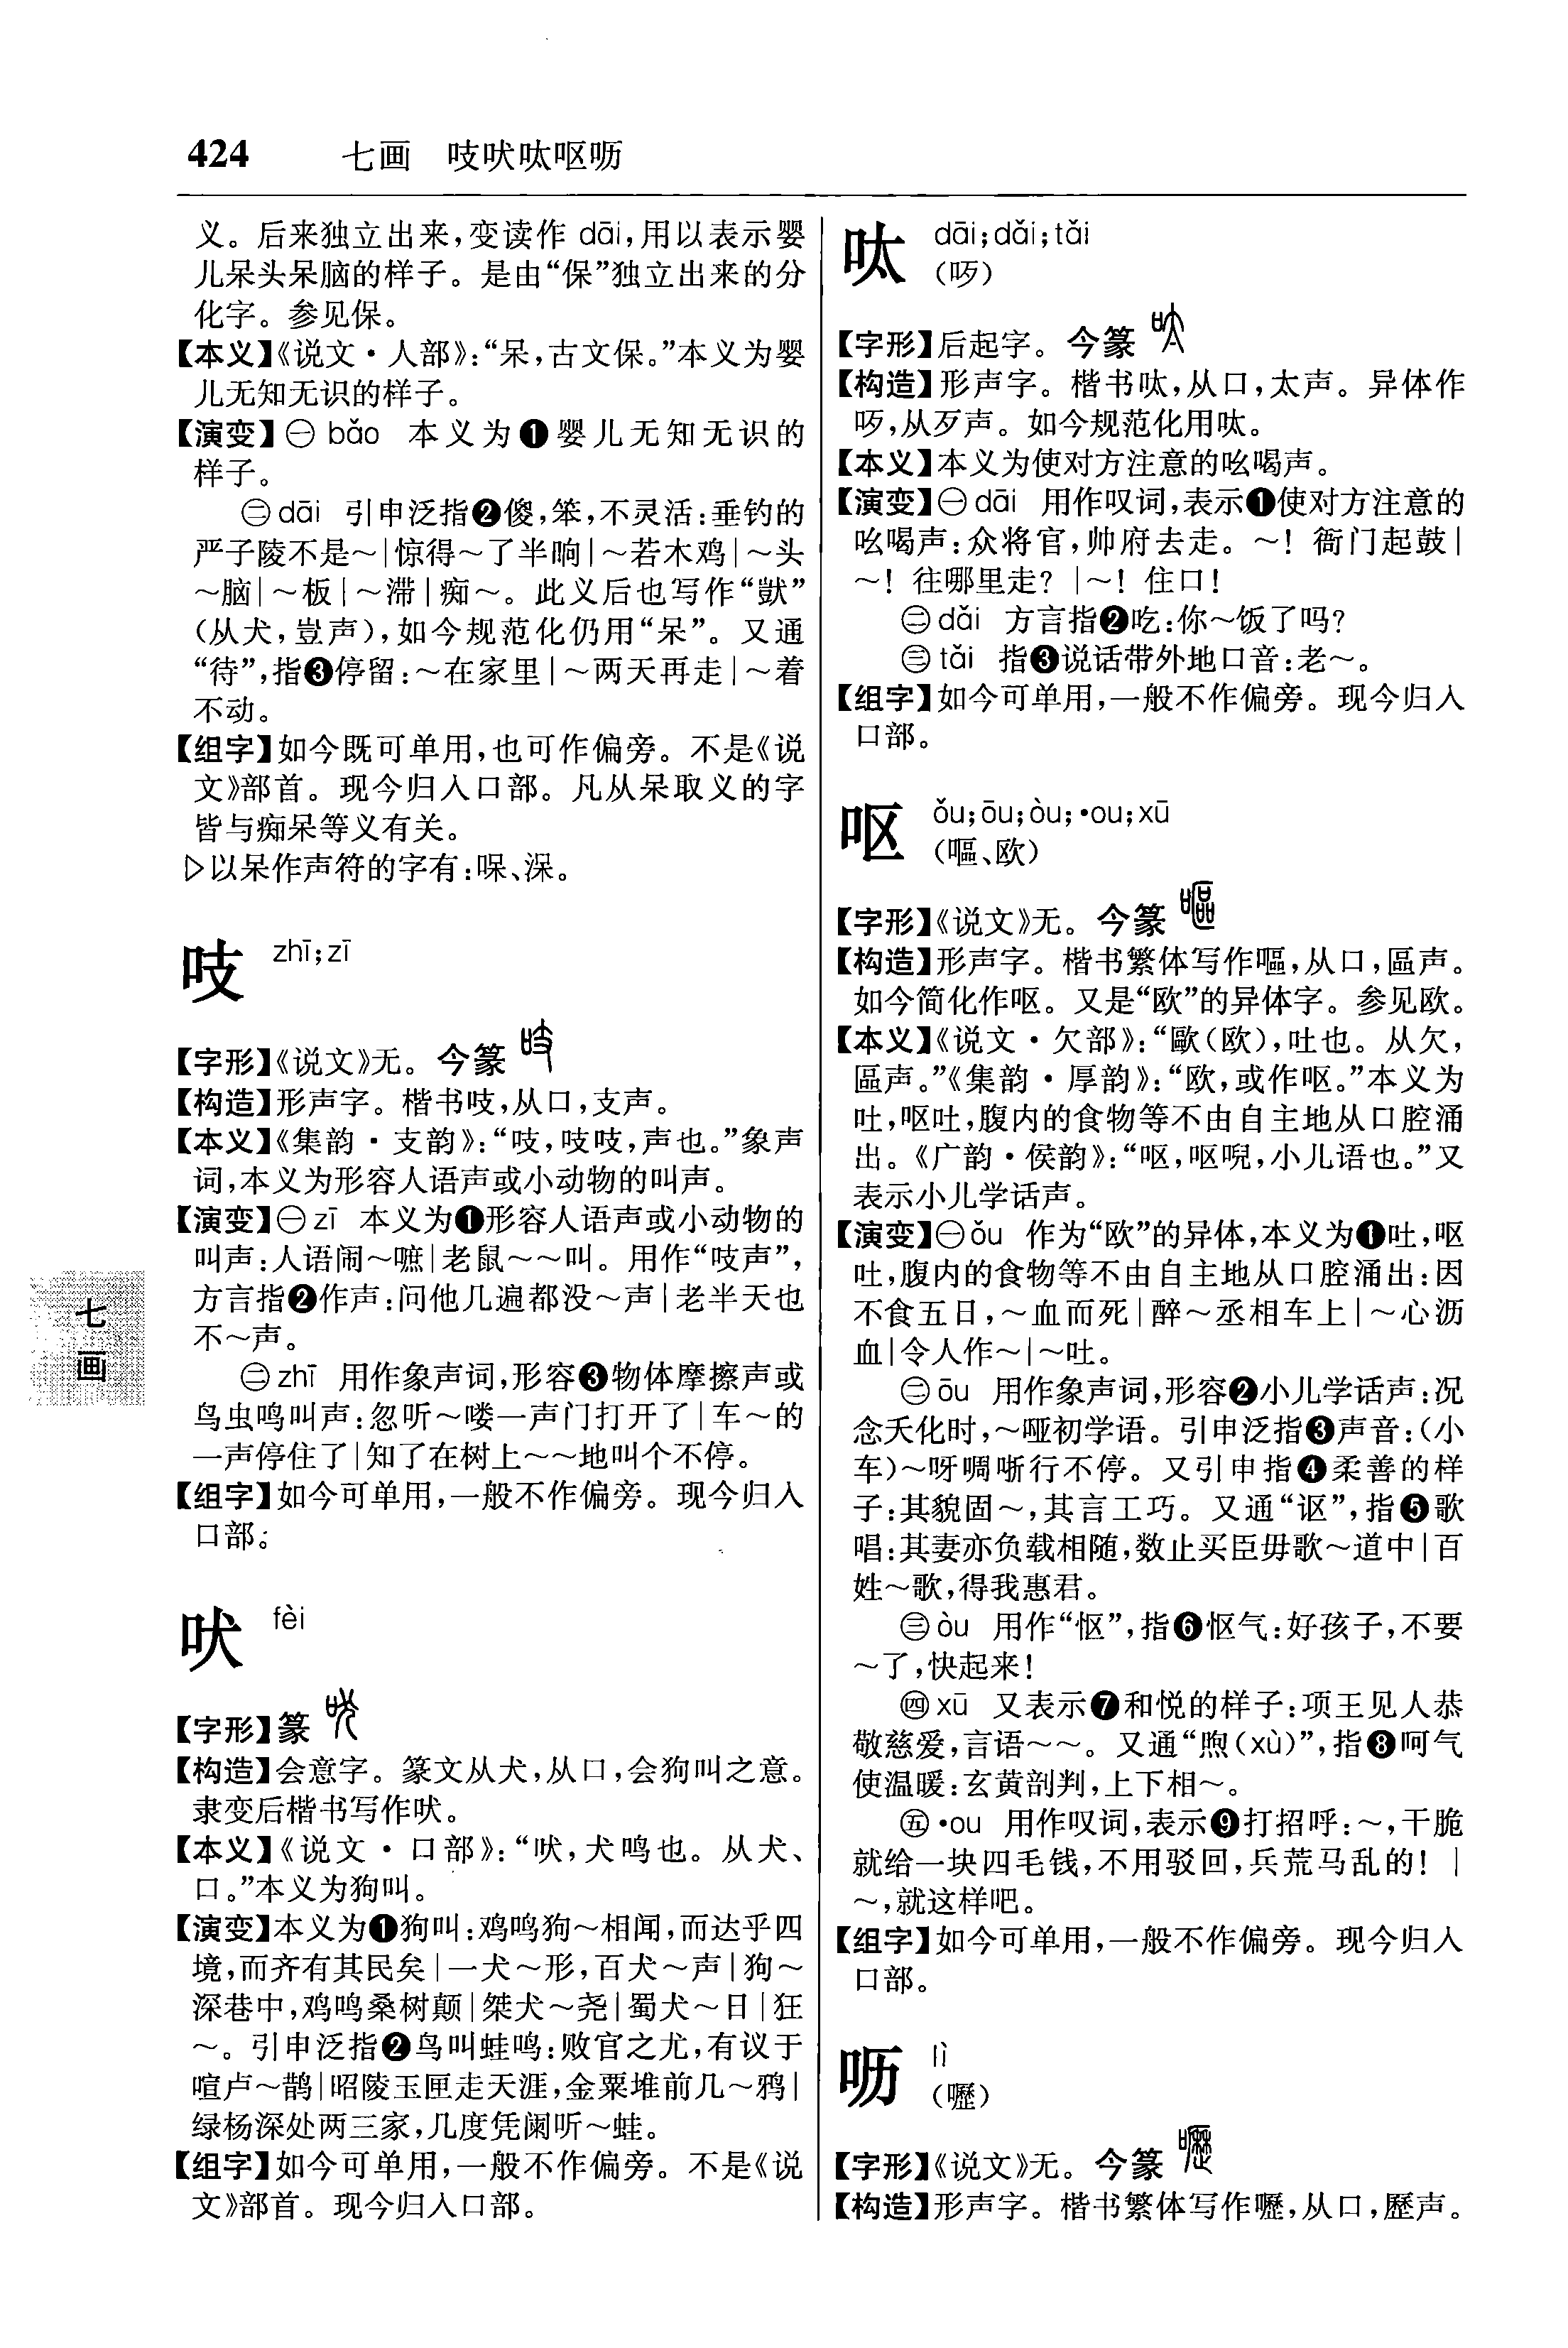 424 七画 吱吠呔呕呖
义。后来独立出来,变读作 dāi,用以表示婴
儿呆头呆脑的样子。是由“保”独立出来的分
化字。参见保。
【本义】《说文·人部》:“呆,古文保。”本义为婴
儿无知无识的样子。
【演变】㊀ bǎo 本义为❶婴儿无知无识的
样子。
㊁ dāi 引申泛指❷傻,笨,不灵活:垂钓的
严子陵不是～|惊得～了半晌|～若木鸡|～头
～脑|～板|～滞|痴～。此义后也写作“獃”
(从犬,豈声),如今规范化仍用“呆”。又通
“待”,指❸停留:～在家里|～两天再走|～着
不动。
【组字】如今既可单用,也可作偏旁。不是《说
文》部首。现今归入口部。凡从呆取义的字
皆与痴呆等义有关。
▷以呆作声符的字有:㖈、湺。
吱 zhī;zī
【字形】《说文》无。今篆
【构造】形声字。楷书吱,从口,支声。
【本义】《集韵·支韵》:“吱,吱吱,声也。”象声
词,本义为形容人语声或小动物的叫声。
【演变】㊀ zī 本义为❶形容人语声或小动物的
叫声:人语闹～嗻|老鼠～～叫。用作“吱声”,
方言指❷作声:问他几遍都没～声|老半天也
不～声。
㊁ zhī 用作象声词,形容❸物体摩擦声或
鸟虫鸣叫声:忽听～喽一声门打开了|车～的
一声停住了|知了在树上～～地叫个不停。
【组字】如今可单用,一般不作偏旁。现今归入
口部。
吠 fèi
【字形】篆
【构造】会意字。篆文从犬,从口,会狗叫之意。
隶变后楷书写作吠。
【本义】《说文·口部》:“吠,犬鸣也。从犬、
口。”本义为狗叫。
【演变】本义为❶狗叫:鸡鸣狗～相闻,而达乎四
境,而齐有其民矣|一犬～形,百犬～声|狗～
深巷中,鸡鸣桑树颠|桀犬～尧|蜀犬～日|狂
～。引申泛指❷鸟叫蛙鸣:败官之尤,有议于
喧卢～鹊|昭陵玉匣走天涯,金粟堆前几～鸦|
绿杨深处两三家,几度凭阑听～蛙。
【组字】如今可单用,一般不作偏旁。不是《说
文》部首。现今归入口部。
呔 dāi;dǎi;tǎi
(呃)
【字形】后起字。今篆
【构造】形声字。楷书呔,从口,太声。异体作
㖠,从歹声。如今规范化用呔。
【本义】本义为使对方注意的吆喝声。
【演变】㊀ dāi 用作叹词,表示❶使对方注意的
吆喝声:众将官,帅府去走。～! 衙门起鼓|
～! 往哪里走? |～! 住口!
㊁ dǎi 方言指❷吃:你～饭了吗?
㊂ tǎi 指❸说话带外地口音:老～。
【组字】如今可单用,一般不作偏旁。现今归入
口部。
呕 ǒu;ōu;òu;•ou;xū
(嘔、欧)
【字形】《说文》无。今篆
【构造】形声字。楷书繁体写作嘔,从口,區声。
如今简化作呕。又是“欧”的异体字。参见欧。
【本义】《说文·欠部》:“歐(欧),吐也。从欠,
區声。”《集韵·厚韵》:“欧,或作呕。”本义为
吐,呕吐,腹内的食物等不由自主地从口腔涌
出。《广韵·侯韵》:“呕,呕唲,小儿语也。”又
表示小儿学话声。
【演变】㊀ ǒu 作为“欧”的异体,本义为❶吐,呕
吐,腹内的食物等不由自主地从口腔涌出:因
不食五日,～血而死|醉～丞相车上|～心沥
血|令人作～|～吐。
㊁ ōu 用作象声词,形容❷小儿学话声:况
念夭化时,～哑初学语。引申泛指❸声音:(小
车)～呀啁哳行不停。又引申指❹柔善的样
子:其貌固～,其言工巧。又通“讴”,指❺歌
唱:其妻亦负载相随,数止买臣毋歌～道中|百
姓～歌,得我惠君。
㊂ òu 用作“怄”,指❻怄气:好孩子,不要
～了,快起来!
㊃ xū 又表示❼和悦的样子:项王见人恭
敬慈爱,言语～～。又通“煦(xù)”,指❽呵气
使温暖:玄黄剖判,上下相～。
㊄ •ou 用作叹词,表示❾打招呼:～,干脆
就给一块四毛钱,不用驳回,兵荒马乱的! |
～,就这样吧。
【组字】如今可单用,一般不作偏旁。现今归入
口部。
呖 lì
(嚦)
【字形】《说文》无。今篆
【构造】形声字。楷书繁体写作嚦,从口,歷声。
七
画